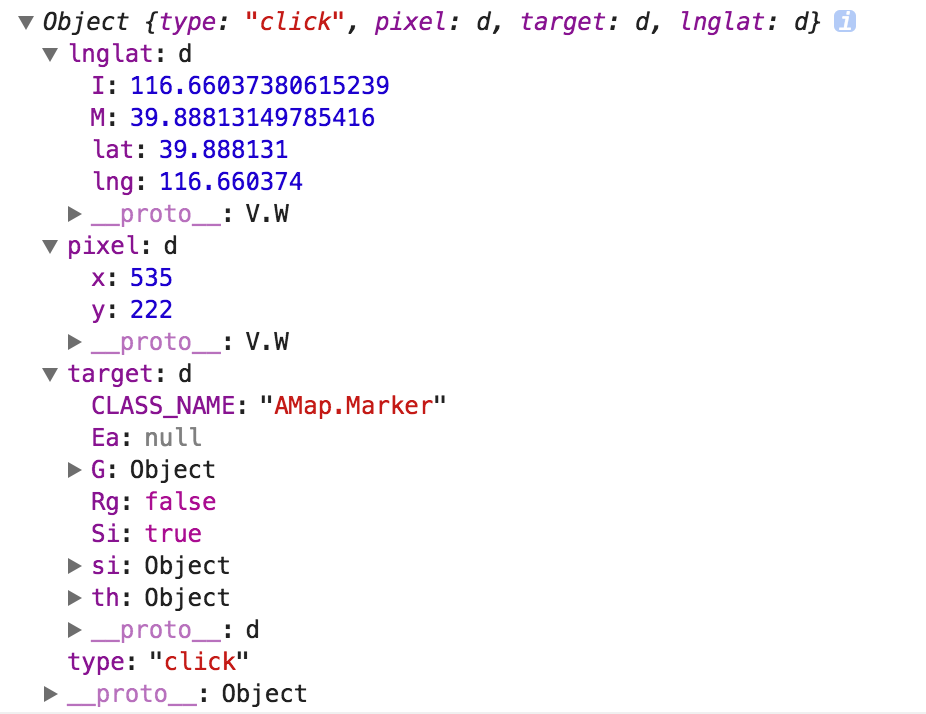 Object {type: "click", pixel: d, target: d, lnglat: d} i
lnglat: d
I: 116.66037380615239
M: 39.88813149785416
lat: 39.888131
lng: 116.660374
__proto__: V.W
pixel: d
x: 535
y: 222
__proto__: V.W
target: d
CLASS_NAME: "AMap.Marker"
Ea: null
G: Object
Rg: false
Si: true
si: Object
th: Object
__proto__: d
type: "click"
__proto__: Object